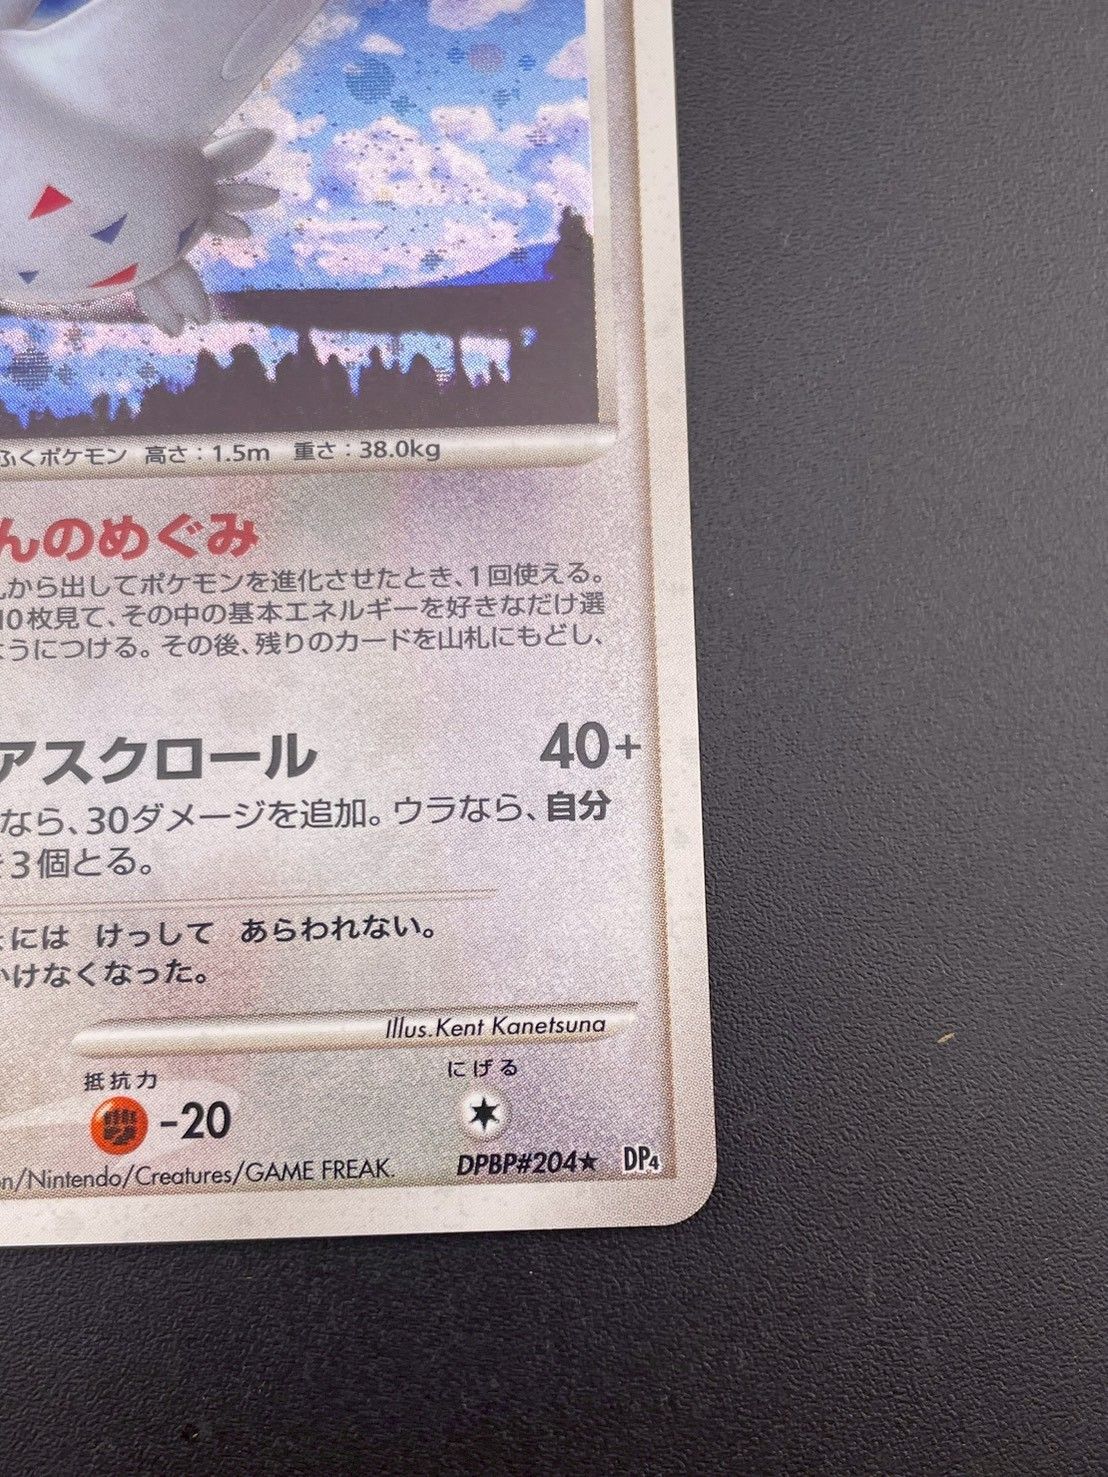 ふくポケモン 高さ：1.5m 重さ：38.0kg
んのめぐみ
から出してポケモンを進化させたとき、1回使える。
10枚見て、その中の基本エネルギーを好きなだけ選
ようにつける。その後、残りのカードを山札にもどし、
アスクロール 40+
なら、30ダメージを追加。ウラなら、自分
を3個とる。
には けっして あらわれない。
かけなくなった。
Illus.Kent Kanetsuna
抵抗力 にげる
-20
DPBP#204★ DP4
n/Nintendo/Creatures/GAME FREAK.